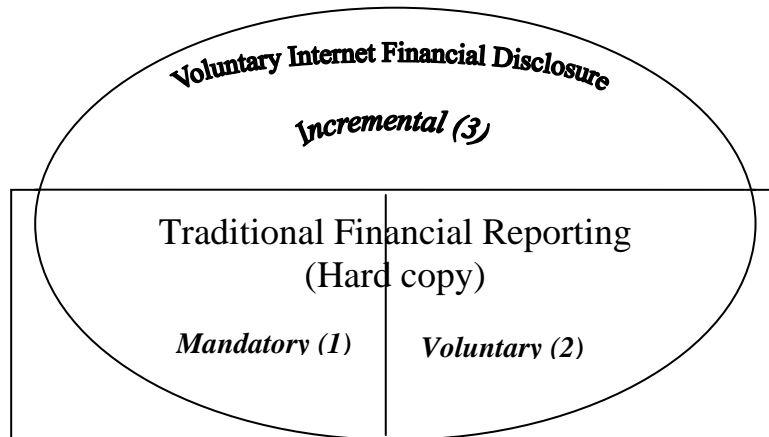 Voluntary Internet Financial Disclosure
Incremental (3)
Traditional Financial Reporting
(Hard copy)
Mandatory (1)
Voluntary (2)